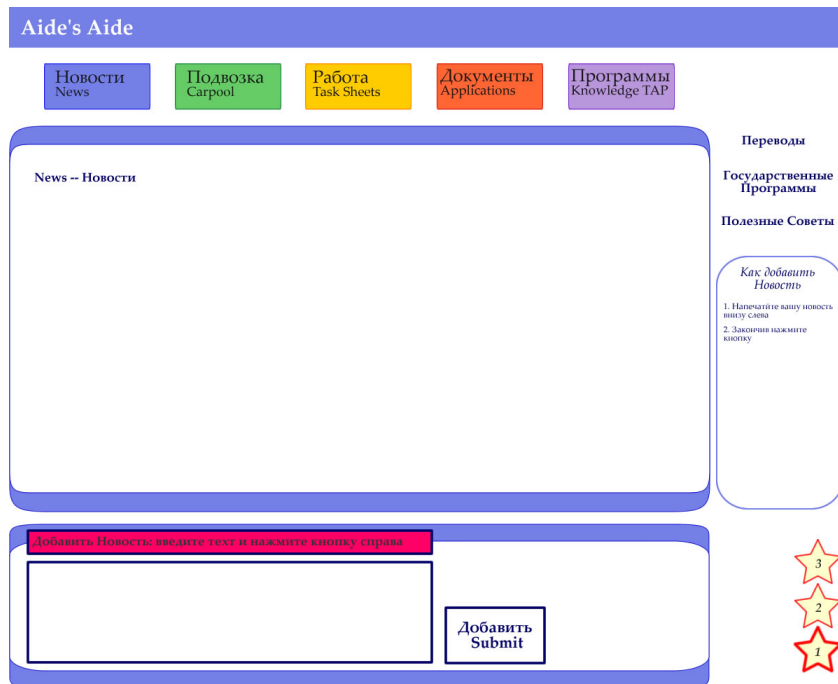 Aide's Aide
Новости
News
Подвозка
Carpool
Работа
Task Sheets
Документы
Applications
Программы
Knowledge TAP
News -- Новости
Переводы
Государственные
Программы
Полезные Советы
Как добавить
Новость
1. Напечатйте вашу новость
внизу слева
2. Закончив нажмите
кнопку
Добавить Новость: введите текст и нажмите кнопку справа
Добавить
Submit
3
2
1